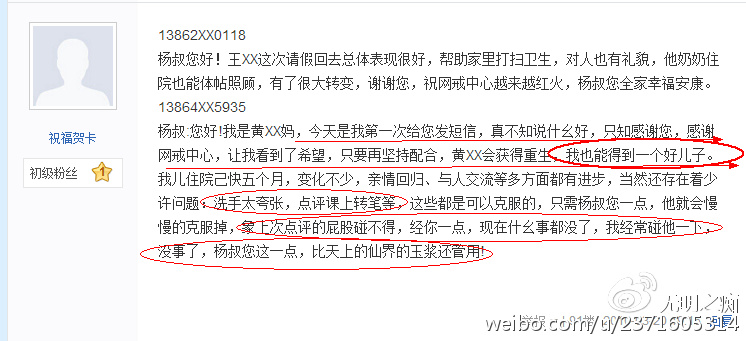 13862XX0118
杨叔您好！王XX这次请假回去总体表现很好，帮助家里打扫卫生，对人也有礼貌，他奶奶住
院也能体帖照顾，有了很大转变，谢谢您，祝网戒中心越来越红火，杨叔您全家幸福安康。
13864XX5935
杨叔:您好!我是黄XX妈，今天是我第一次给您发短信，真不知说什么好，只知感谢您，感谢
网戒中心，让我看到了希望，只要再坚持配合，黄XX会获得重生，我也能得到一个好儿子。
我儿住院己快五个月，变化不少，亲情回归、与人交流等多方面都有进步，当然还存在着少
许问题：洗手太夸张，点评课上转笔等，这些都是可以克服的，只需杨叔您一点，他就会慢
慢的克服掉，象上次点评的屁股碰不得，经你一点，现在什么事都没了，我经常碰他一下，
没事了，杨叔您这一点，比天上的仙界的玉浆还管用!
祝福贺卡
初级粉丝
1
无明之痴
举报
weibo.com/u/2371605314